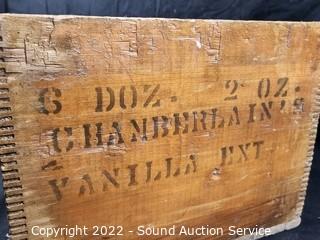 6 DOZ. 2 OZ.
CHAMBERLAIN'S
VANILLA EXT
Copyright 2022 - Sound Auction Service